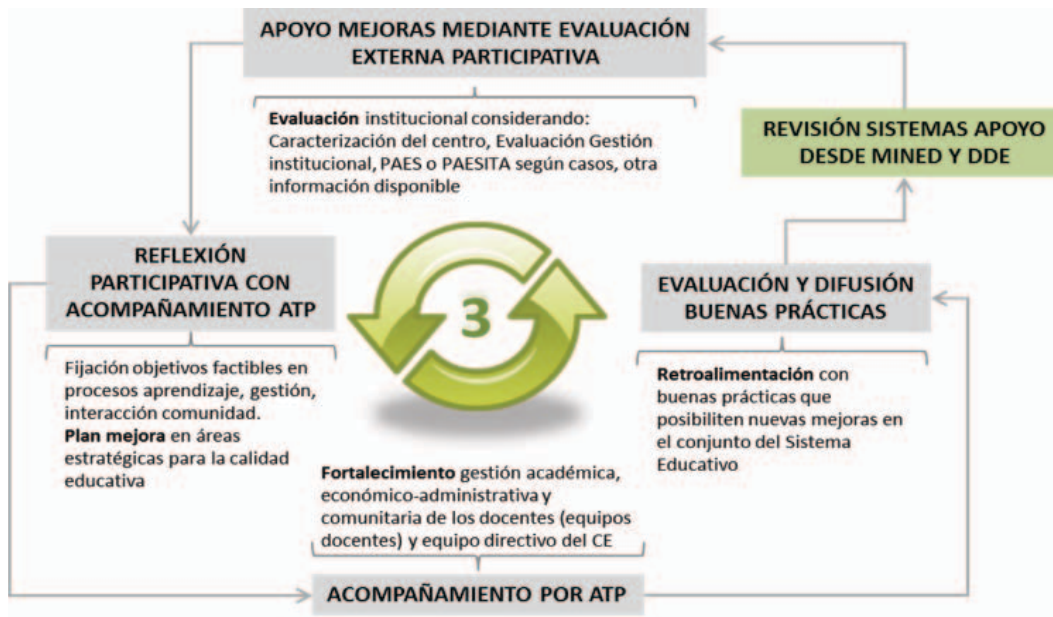 APOYO MEJORAS MEDIANTE EVALUACIÓN
EXTERNA PARTICIPATIVA
Evaluación institucional considerando:
Caracterización del centro, Evaluación Gestión
institucional, PAES o PAESITA según casos, otra
información disponible
REVISIÓN SISTEMAS APOYO
DESDE MINED Y DDE
REFLEXIÓN
PARTICIPATIVA CON
ACOMPAÑAMIENTO ATP
3
EVALUACIÓN Y DIFUSIÓN
BUENAS PRÁCTICAS
Fijación objetivos factibles en
procesos aprendizaje, gestión,
interacción comunidad.
Plan mejora en áreas
estratégicas para la calidad
educativa
Retroalimentación con
buenas prácticas que
posibiliten nuevas mejoras en
el conjunto del Sistema
Educativo
Fortalecimiento gestión académica,
económico-administrativa y
comunitaria de los docentes (equipos
docentes) y equipo directivo del CE
ACOMPAÑAMIENTO POR ATP